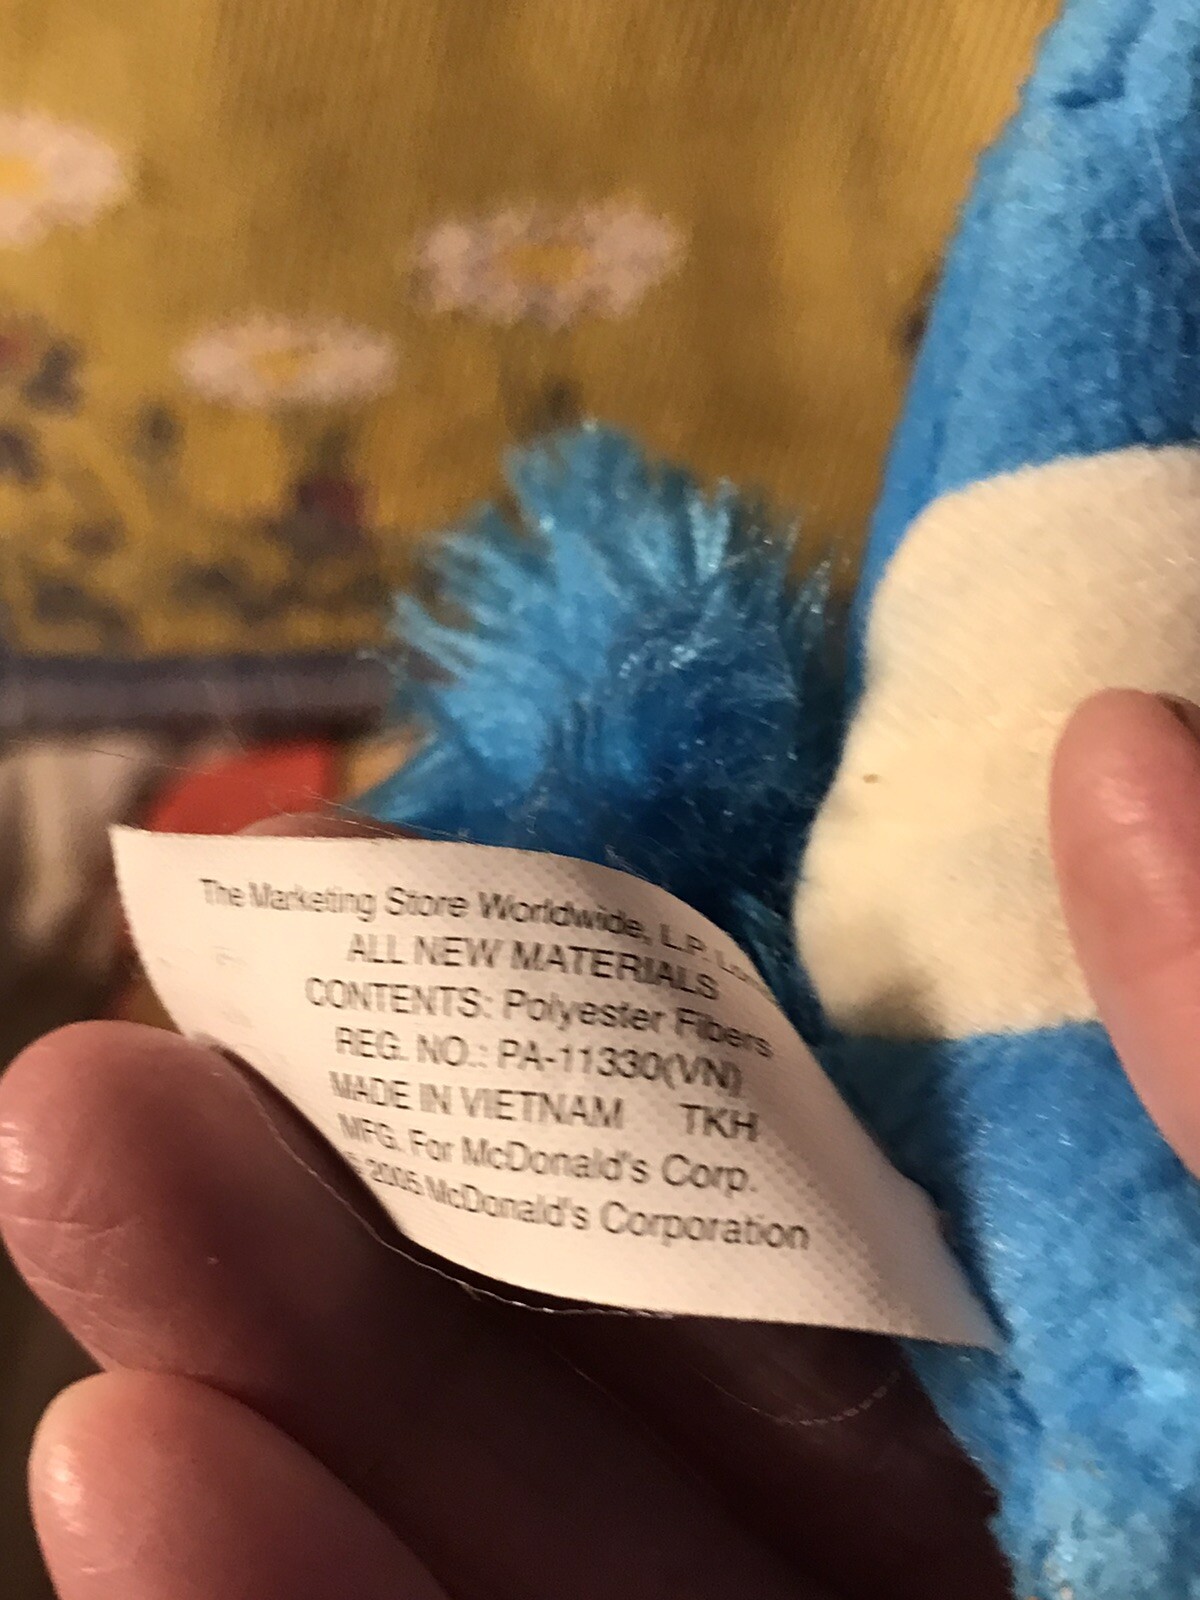 The Marketing Store Worldwide, L.P.
ALL NEW MATERIALS
CONTENTS: Polyester Fibers
REG. NO.: PA-11330(VN)
MADE IN VIETNAM TKH
MFG. For McDonald's Corp.
© 2006 McDonald's Corporation